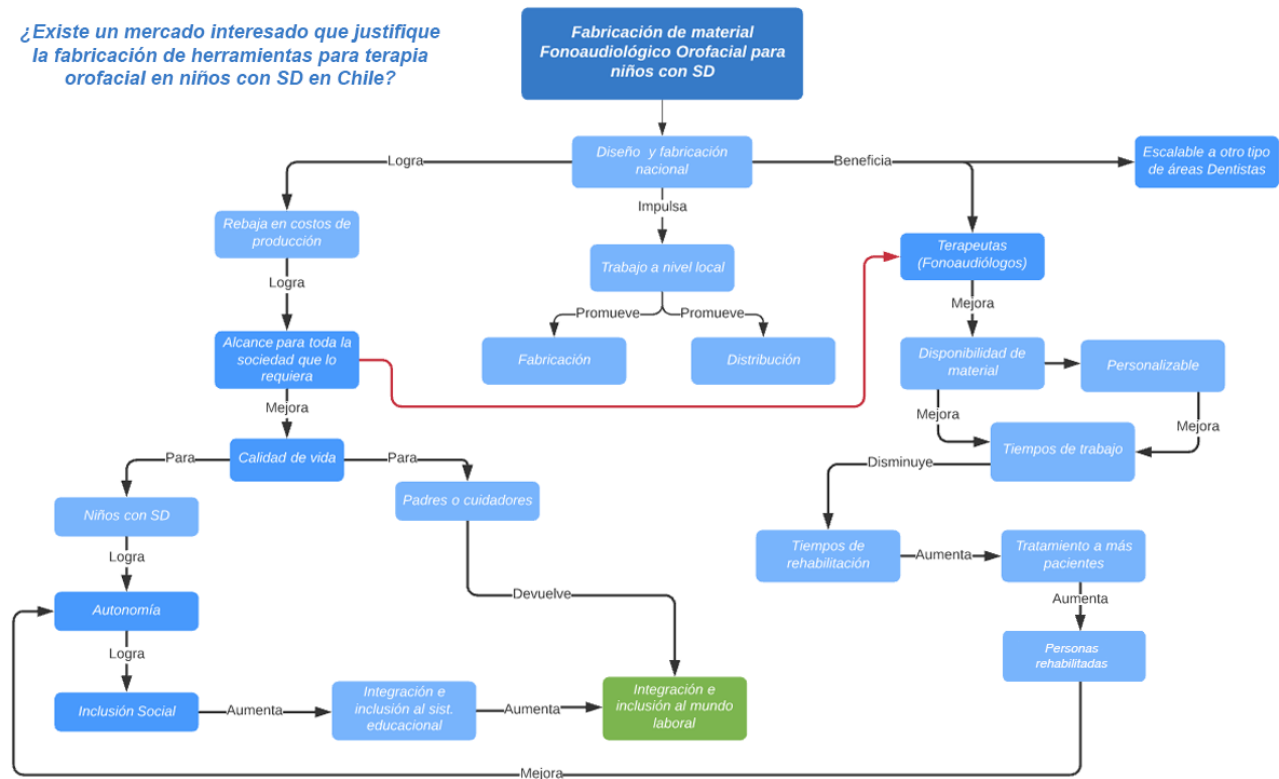 ¿Existe un mercado interesado que justifique
la fabricación de herramientas para terapia
orofacial en niños con SD en Chile?
Fabricación de material
Fonoaudiológico Orofacial para
niños con SD
Logra
Diseño y fabricación
nacional
Beneficia
Escalable a otro tipo
de áreas Dentistas
Impulsa
Rebaja en costos de
producción
Terapeutas
(Fonoaudiólogos)
Trabajo a nivel local
Logra
Mejora
Promueve
Promueve
Alcance para toda la
sociedad que lo
requiera
Fabricación
Distribución
Disponibilidad de
material
Personalizable
Mejora
Mejora
Mejora
Para
Calidad de vida
Para
Tiempos de trabajo
Disminuye
Padres o cuidadores
Niños con SD
Logra
Tiempos de
rehabilitación
Aumenta
Tratamiento a más
pacientes
Devuelve
Aumenta
Autonomía
Logra
Personas
rehabilitadas
Inclusión Social
Aumenta
Integración e
inclusión al sist.
educacional
Aumenta
Integración e
inclusión al mundo
laboral
Mejora